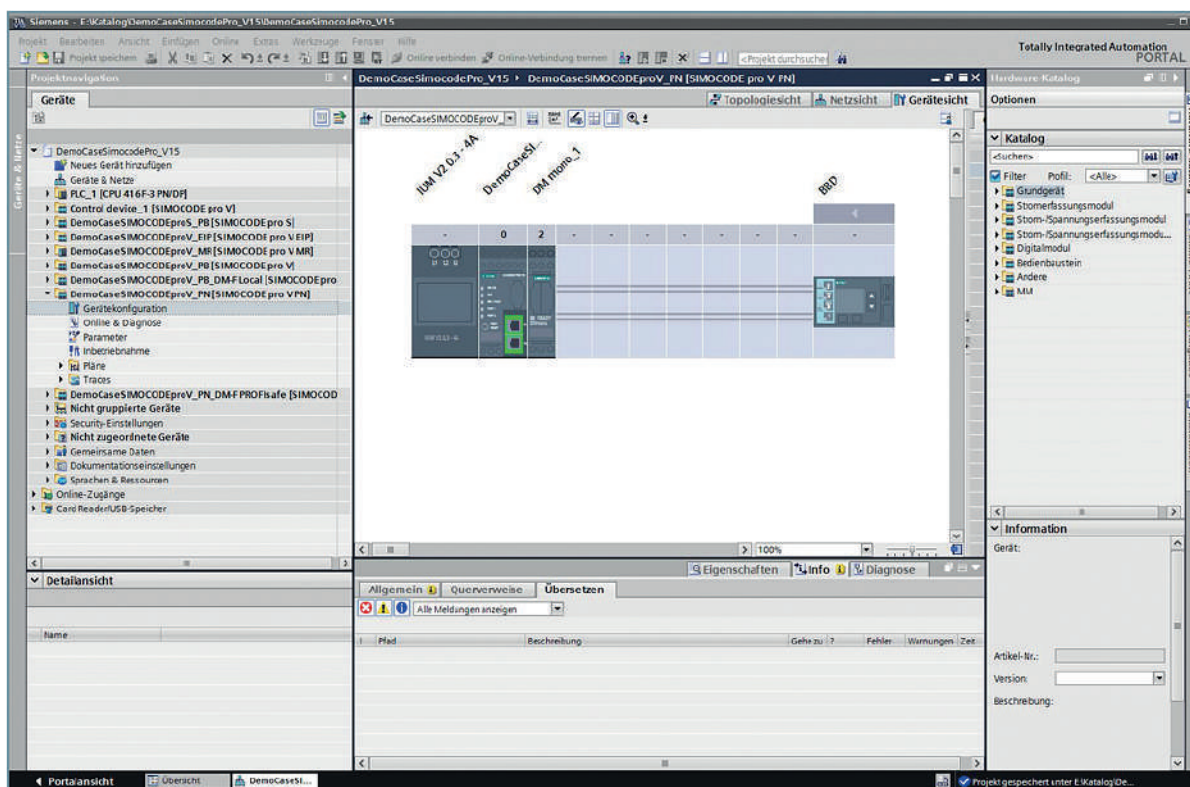 Siemens - E:\Katalog\DemoCaseSimocodePro_V15\DemoCaseSimocodePro_V15
Projekt Bearbeiten Ansicht Einfügen Online Extras Werkzeuge Fenster Hilfe
Totally Integrated Automation
PORTAL
Projekt speichern
Online verbinden
Online-Verbindung trennen
<Projekt durchsuche
Projektnavigation
DemoCaseSimocodePro_V15 DemoCaseSIMOCODEproV_PN [SIMOCODE pro V PN]
Hardware-Katalog
Geräte
Topologiesicht
Netzsicht
Gerätesicht
Optionen
DemoCaseSIMOCODEproV_
Geräte & Netze
DemoCaseSimocodePro_V15
Neues Gerät hinzufügen
Geräte & Netze
PLC_1 [CPU 416F-3 PN/DP]
Control device_1 [SIMOCODE pro V]
DemoCaseSIMOCODEproS_PB [SIMOCODE pro S]
DemoCaseSIMOCODEproV_EIP [SIMOCODE pro V EIP]
DemoCaseSIMOCODEproV_MR [SIMOCODE pro V MR]
DemoCaseSIMOCODEproV_PB [SIMOCODE pro V]
DemoCaseSIMOCODEproV_PB_DM-F Local [SIMOCODE pro
DemoCaseSIMOCODEproV_PN [SIMOCODE pro V PN]
Gerätekonfiguration
Online & Diagnose
Parameter
Inbetriebnahme
Pläne
Traces
DemoCaseSIMOCODEproV_PN_DM-F PROFIsafe [SIMOCOD
Nicht gruppierte Geräte
Security-Einstellungen
Nicht zugeordnete Geräte
Gemeinsame Daten
Dokumentationseinstellungen
Sprachen & Ressourcen
Online-Zugänge
Card Reader/USB-Speicher
IUM V2 0.3 - 4A
DemoCaseSI...
DM mono_1
BBD
- 0 2 - - - - - - -
100%
Katalog
<Suchen>
Filter Profil: <Alle>
Grundgerät
Stromerfassungsmodul
Strom-/Spannungserfassungsmodul
Strom-/Spannungserfassungsmodu...
Digitalmodul
Bedienbaustein
Andere
MM
Information
Gerät:
Artikel-Nr.:
Version:
Beschreibung:
Detailansicht
Name
Eigenschaften
Info
Diagnose
Allgemein
Querverweise
Übersetzen
Alle Meldungen anzeigen
! Pfad Beschreibung Gehe zu ? Fehler Warnungen Zeit
Portalansicht
Übersicht
DemoCaseSI...
Projekt gespeichert unter E:\Katalog\De...